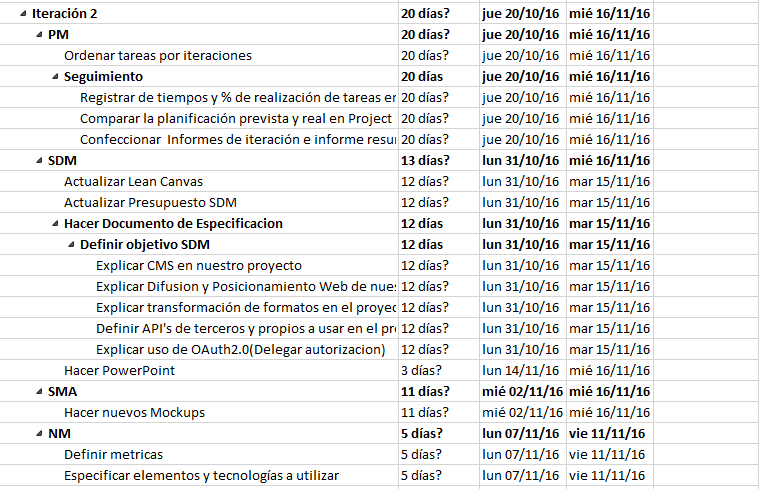 Iteración 2 20 días? jue 20/10/16 mié 16/11/16
PM 20 días? jue 20/10/16 mié 16/11/16
Ordenar tareas por iteraciones 20 días? jue 20/10/16 mié 16/11/16
Seguimiento 20 días jue 20/10/16 mié 16/11/16
Registrar de tiempos y % de realización de tareas en 20 días? jue 20/10/16 mié 16/11/16
Comparar la planificación prevista y real en Project 20 días? jue 20/10/16 mié 16/11/16
Confeccionar Informes de iteración e informe resu 20 días? jue 20/10/16 mié 16/11/16
SDM 13 días? lun 31/10/16 mié 16/11/16
Actualizar Lean Canvas 12 días? lun 31/10/16 mar 15/11/16
Actualizar Presupuesto SDM 12 días? lun 31/10/16 mar 15/11/16
Hacer Documento de Especificacion 12 días lun 31/10/16 mar 15/11/16
Definir objetivo SDM 12 días lun 31/10/16 mar 15/11/16
Explicar CMS en nuestro proyecto 12 días? lun 31/10/16 mar 15/11/16
Explicar Difusion y Posicionamiento Web de nues 12 días? lun 31/10/16 mar 15/11/16
Explicar transformación de formatos en el proyec 12 días? lun 31/10/16 mar 15/11/16
Definir API's de terceros y propios a usar en el pro 12 días? lun 31/10/16 mar 15/11/16
Explicar uso de OAuth2.0(Delegar autorizacion) 12 días? lun 31/10/16 mar 15/11/16
Hacer PowerPoint 3 días? lun 14/11/16 mié 16/11/16
SMA 11 días? mié 02/11/16 mié 16/11/16
Hacer nuevos Mockups 11 días? mié 02/11/16 mié 16/11/16
NM 5 días? lun 07/11/16 vie 11/11/16
Definir metricas 5 días? lun 07/11/16 vie 11/11/16
Especificar elementos y tecnologías a utilizar 5 días? lun 07/11/16 vie 11/11/16